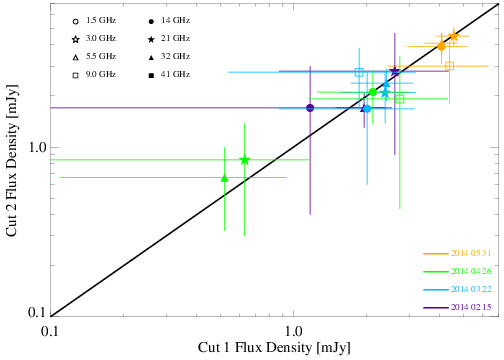 1.5 GHz 14 GHz
3.0 GHz 21 GHz
5.5 GHz 32 GHz
9.0 GHz 41 GHz
Cut 2 Flux Density [mJy]
1.0
2014 05 31
2014 04 26
2014 03 22
2014 02 15
0.1
0.1 1.0
Cut 1 Flux Density [mJy]